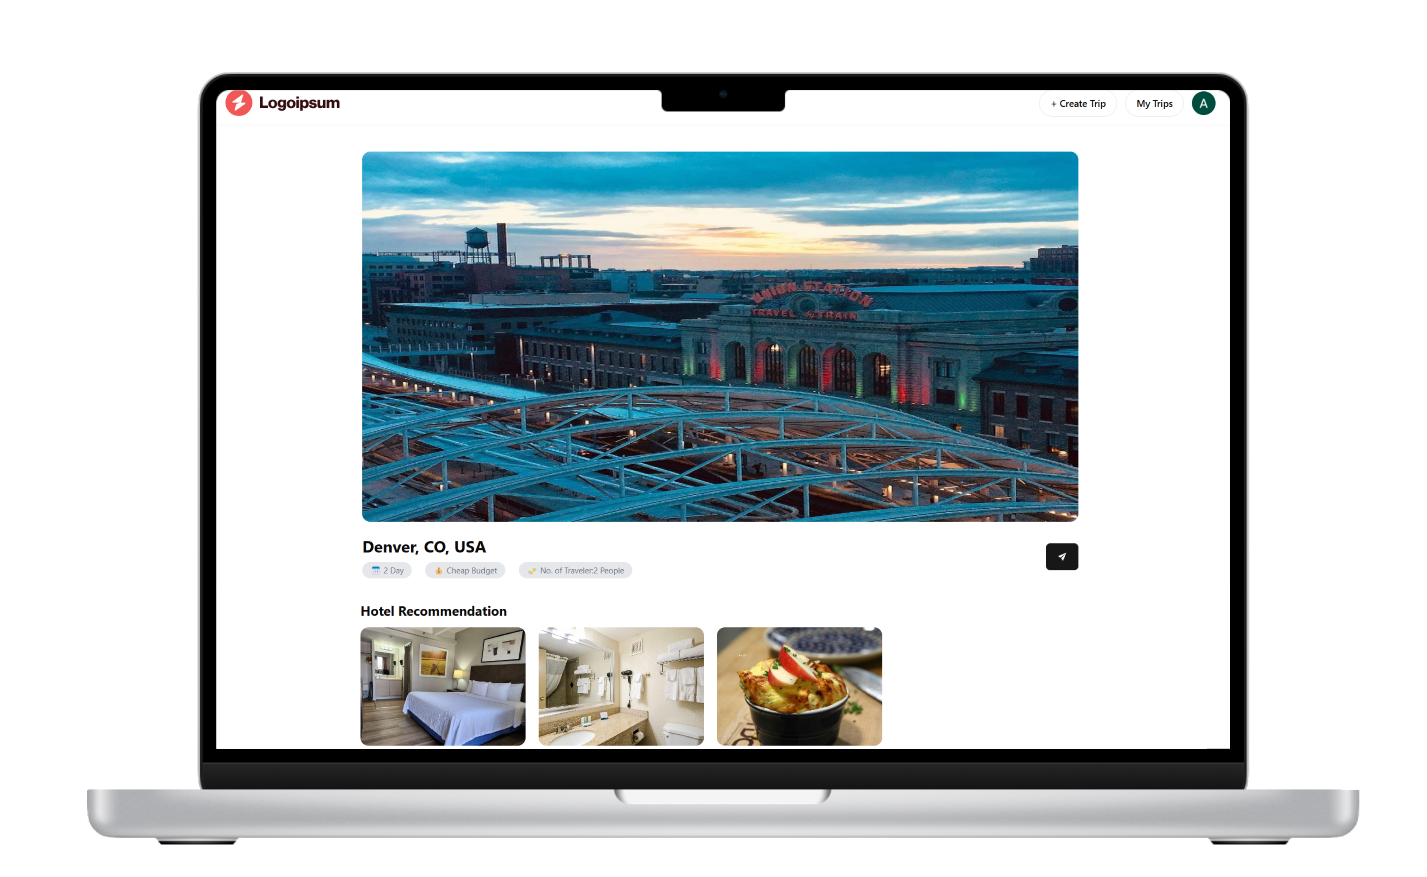 Logoipsum
+ Create Trip
My Trips
A
UNION STATION
TRAVEL by TRAIN
Denver, CO, USA
2 Day
Cheap Budget
No. of Traveler:2 People
Hotel Recommendation